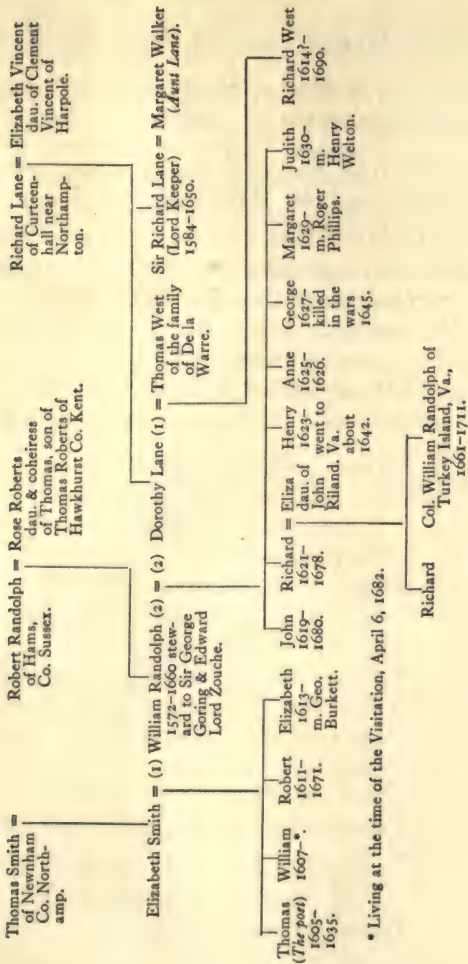 Thomas Smith
of Newnham
Co. North-
amp.
Robert Randolph =
of Hams,
Co. Sussex.
Rose Roberts
dau. & coheiress
of Thomas, son of
Thomas Roberts of
Hawkhurst Co. Kent.
Richard Lane =
of Curteen-
hall near
Northamp-
ton.
Elizabeth Vincent
dau. of Clement
Vincent of
Harpole.
Elizabeth Smith = (1) William Randolph (2) = (2)
1572-1660 stew-
ard to Sir George
Goring & Edward
Lord Zouche.
Dorothy Lane (1) =
Thomas West
of the family
of De la
Warre.
Sir Richard Lane =
(Lord Keeper)
1584-1650.
Margaret Walker
(Aunt Lane).
Thomas
(The poet)
1605-
1635.
William
1607-*.
Robert
1611-
1671.
Elizabeth
1613-
m. Geo.
Burkett.
John
1619-
1680.
Richard =
1621-
1678.
Eliza
dau. of
John
Riland.
Henry
1623-
went to
Va.
about
1642.
Anne
1625-
1626.
George
1627-
killed
in the
wars
1645.
Margaret
1629-
m. Roger
Phillips.
Judith
1630-
m.
Henry
Welton.
Richard West
1614?-
1690.
Richard
Col. William Randolph of
Turkey Island, Va.,
1661-1711.
* Living at the time of the Visitation, April 6, 1682.